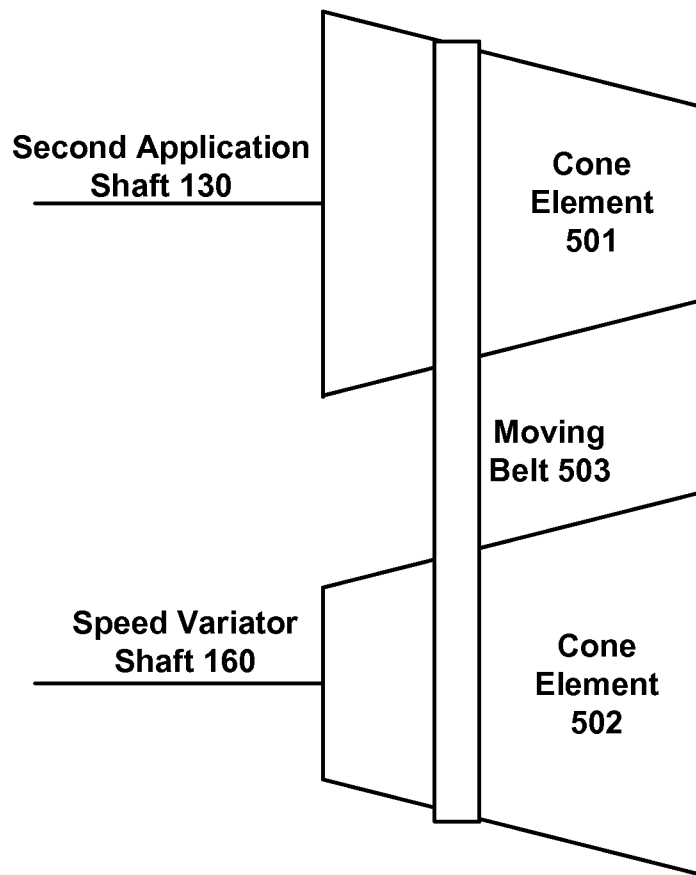 Second Application
Shaft 130
Cone
Element
501
Moving
Belt 503
Speed Variator
Shaft 160
Cone
Element
502